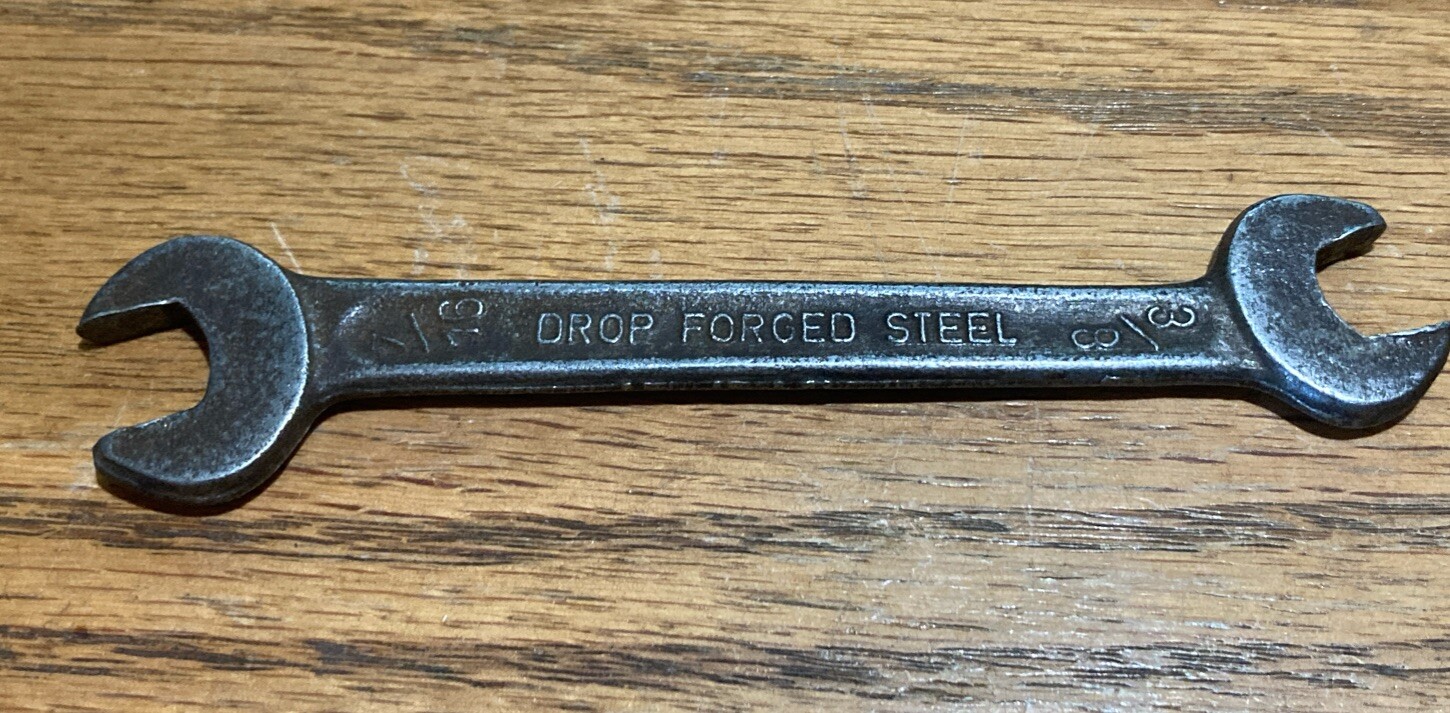 7/16
DROP FORGED STEEL
3/8